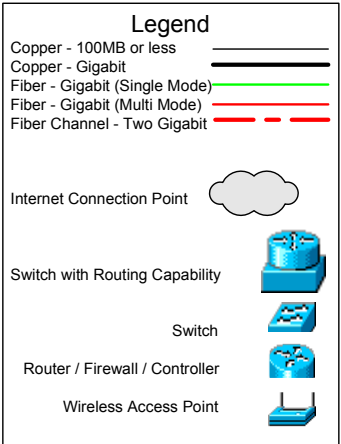 Legend
Copper - 100MB or less
Copper - Gigabit
Fiber - Gigabit (Single Mode)
Fiber - Gigabit (Multi Mode)
Fiber Channel - Two Gigabit
Internet Connection Point
Switch with Routing Capability
Switch
Router / Firewall / Controller
Wireless Access Point